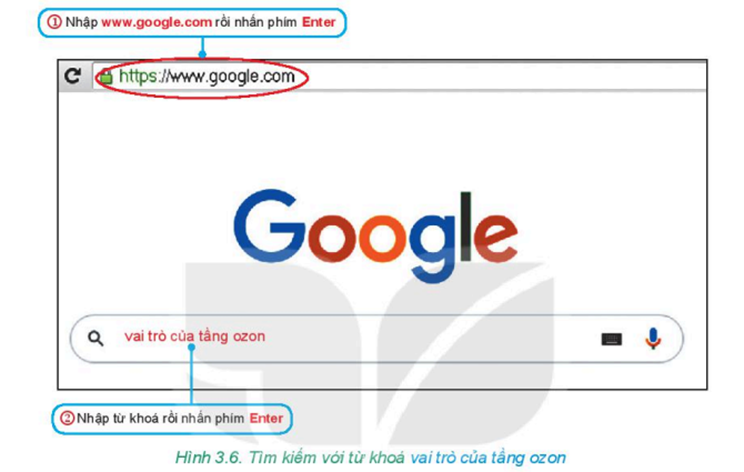 ① Nhập www.google.com rồi nhấn phím Enter
https://www.google.com
Google
vai trò của tầng ozon
② Nhập từ khoá rồi nhấn phím Enter
Hình 3.6. Tìm kiếm với từ khoá vai trò của tầng ozon